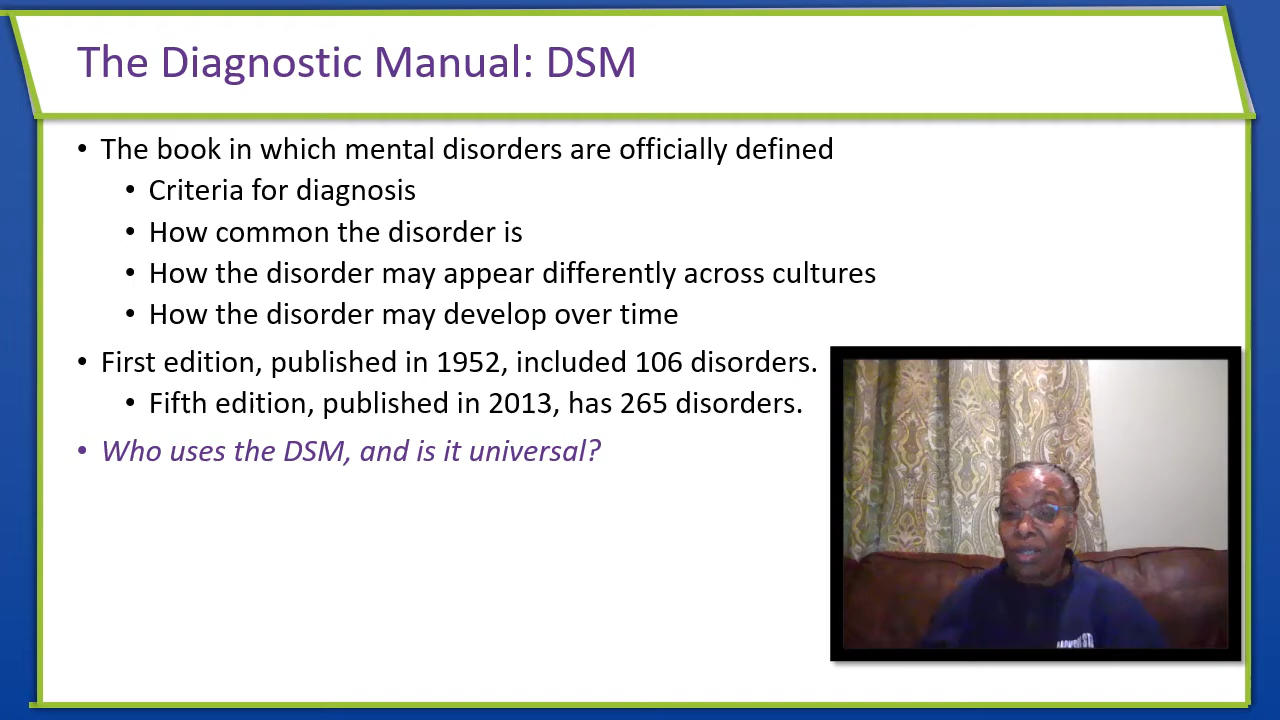 The Diagnostic Manual: DSM
• The book in which mental disorders are officially defined
• Criteria for diagnosis
• How common the disorder is
• How the disorder may appear differently across cultures
• How the disorder may develop over time
• First edition, published in 1952, included 106 disorders.
• Fifth edition, published in 2013, has 265 disorders.
• Who uses the DSM, and is it universal?